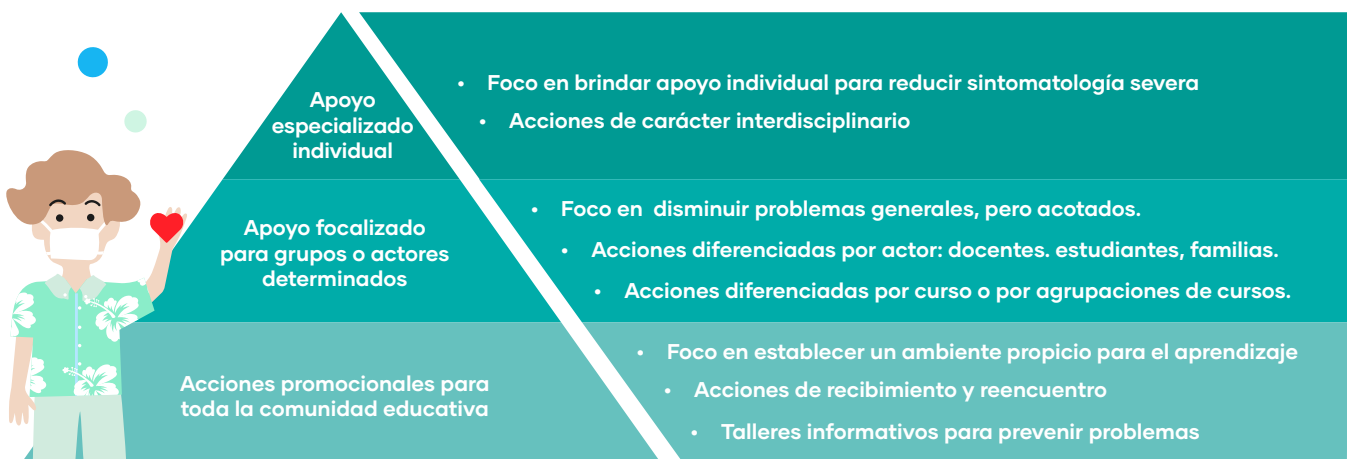 Apoyo
especializado
individual
• Foco en brindar apoyo individual para reducir sintomatología severa
• Acciones de carácter interdisciplinario
Apoyo focalizado
para grupos o actores
determinados
• Foco en  disminuir problemas generales, pero acotados.
• Acciones diferenciadas por actor: docentes. estudiantes, familias.
• Acciones diferenciadas por curso o por agrupaciones de cursos.
Acciones promocionales para
toda la comunidad educativa
• Foco en establecer un ambiente propicio para el aprendizaje
• Acciones de recibimiento y reencuentro
• Talleres informativos para prevenir problemas